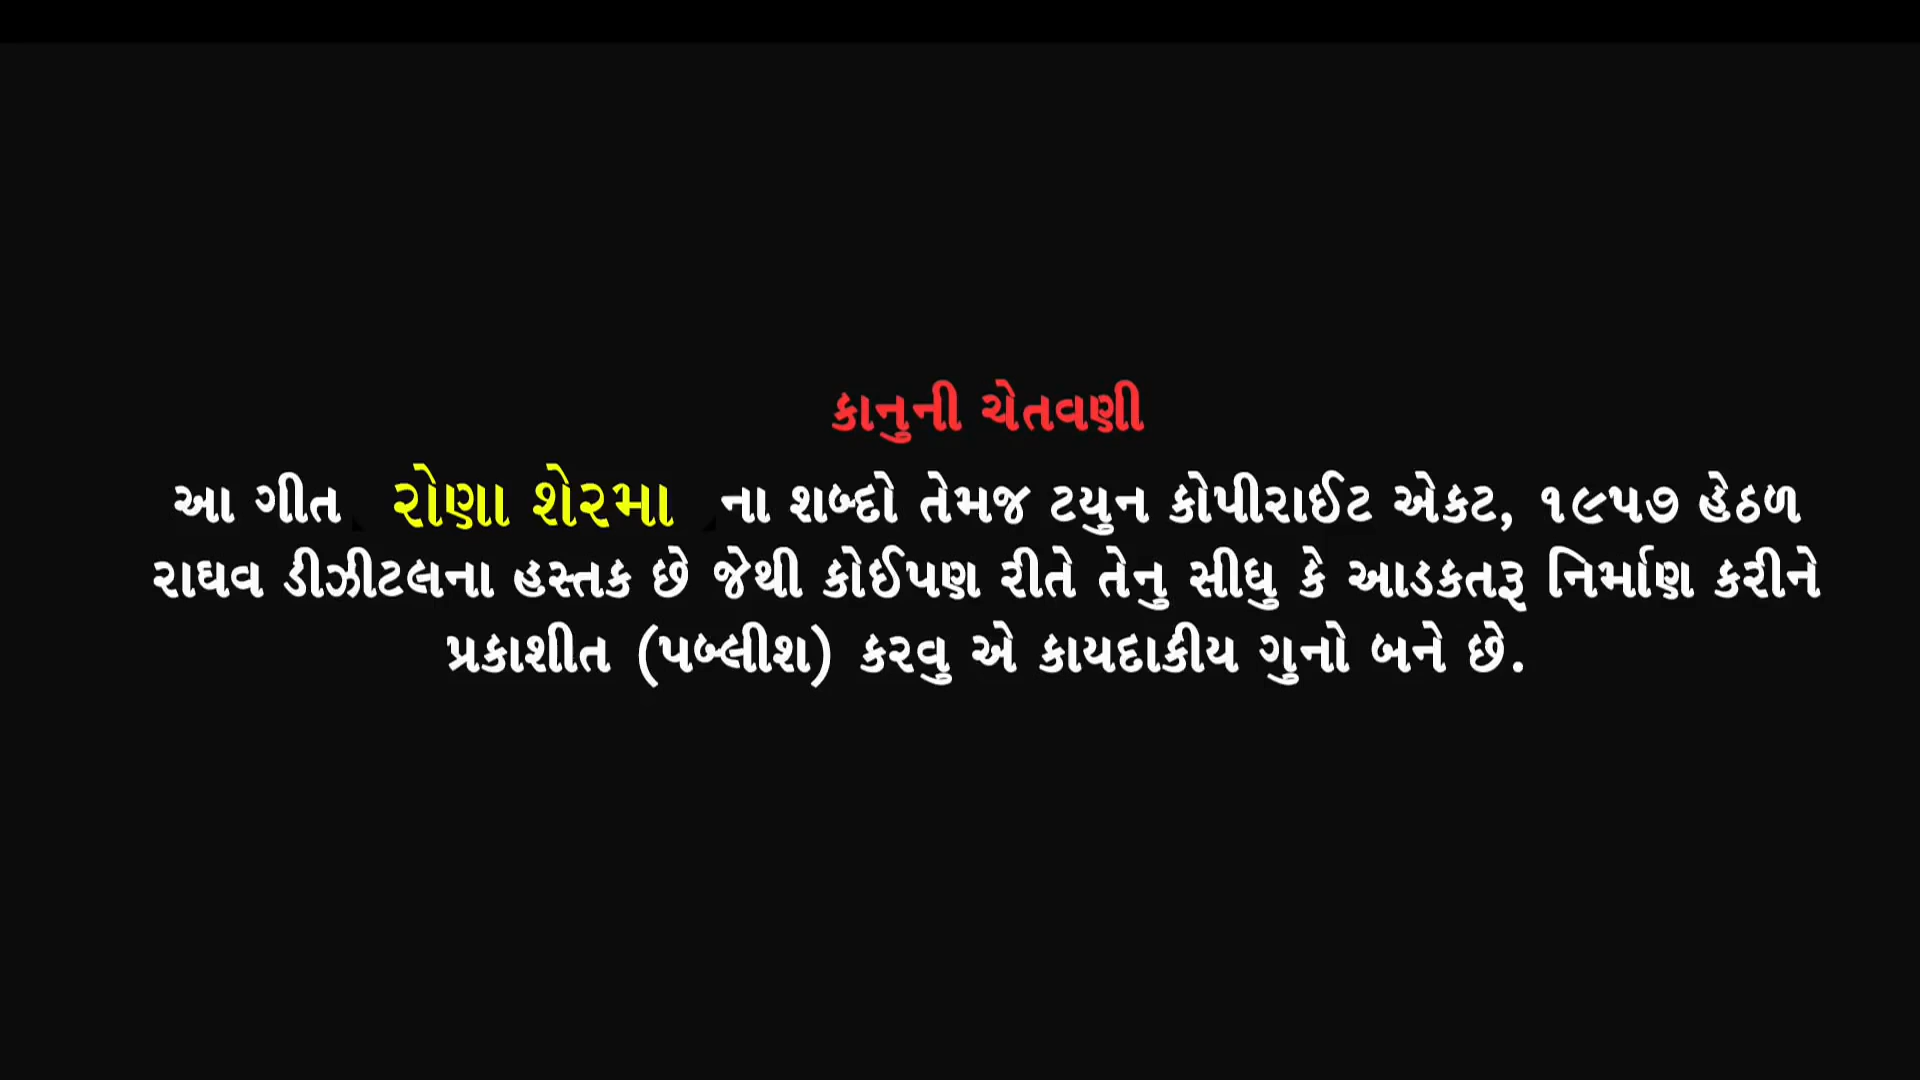 કાનુની ચેતવણી
આ ગીત રોણા શેરમા ના શબ્દો તેમજ ટયુન કોપીરાઈટ એકટ, ૧૯૫૭ હેઠળ
રાઘવ ડીઝીટલના હસ્તક છે જેથી કોઈપણ રીતે તેનુ સીધુ કે આડકતરૂ નિર્માણ કરીને
પ્રકાશીત (પબ્લીશ) કરવુ એ કાયદાકીય ગુનો બને છે.